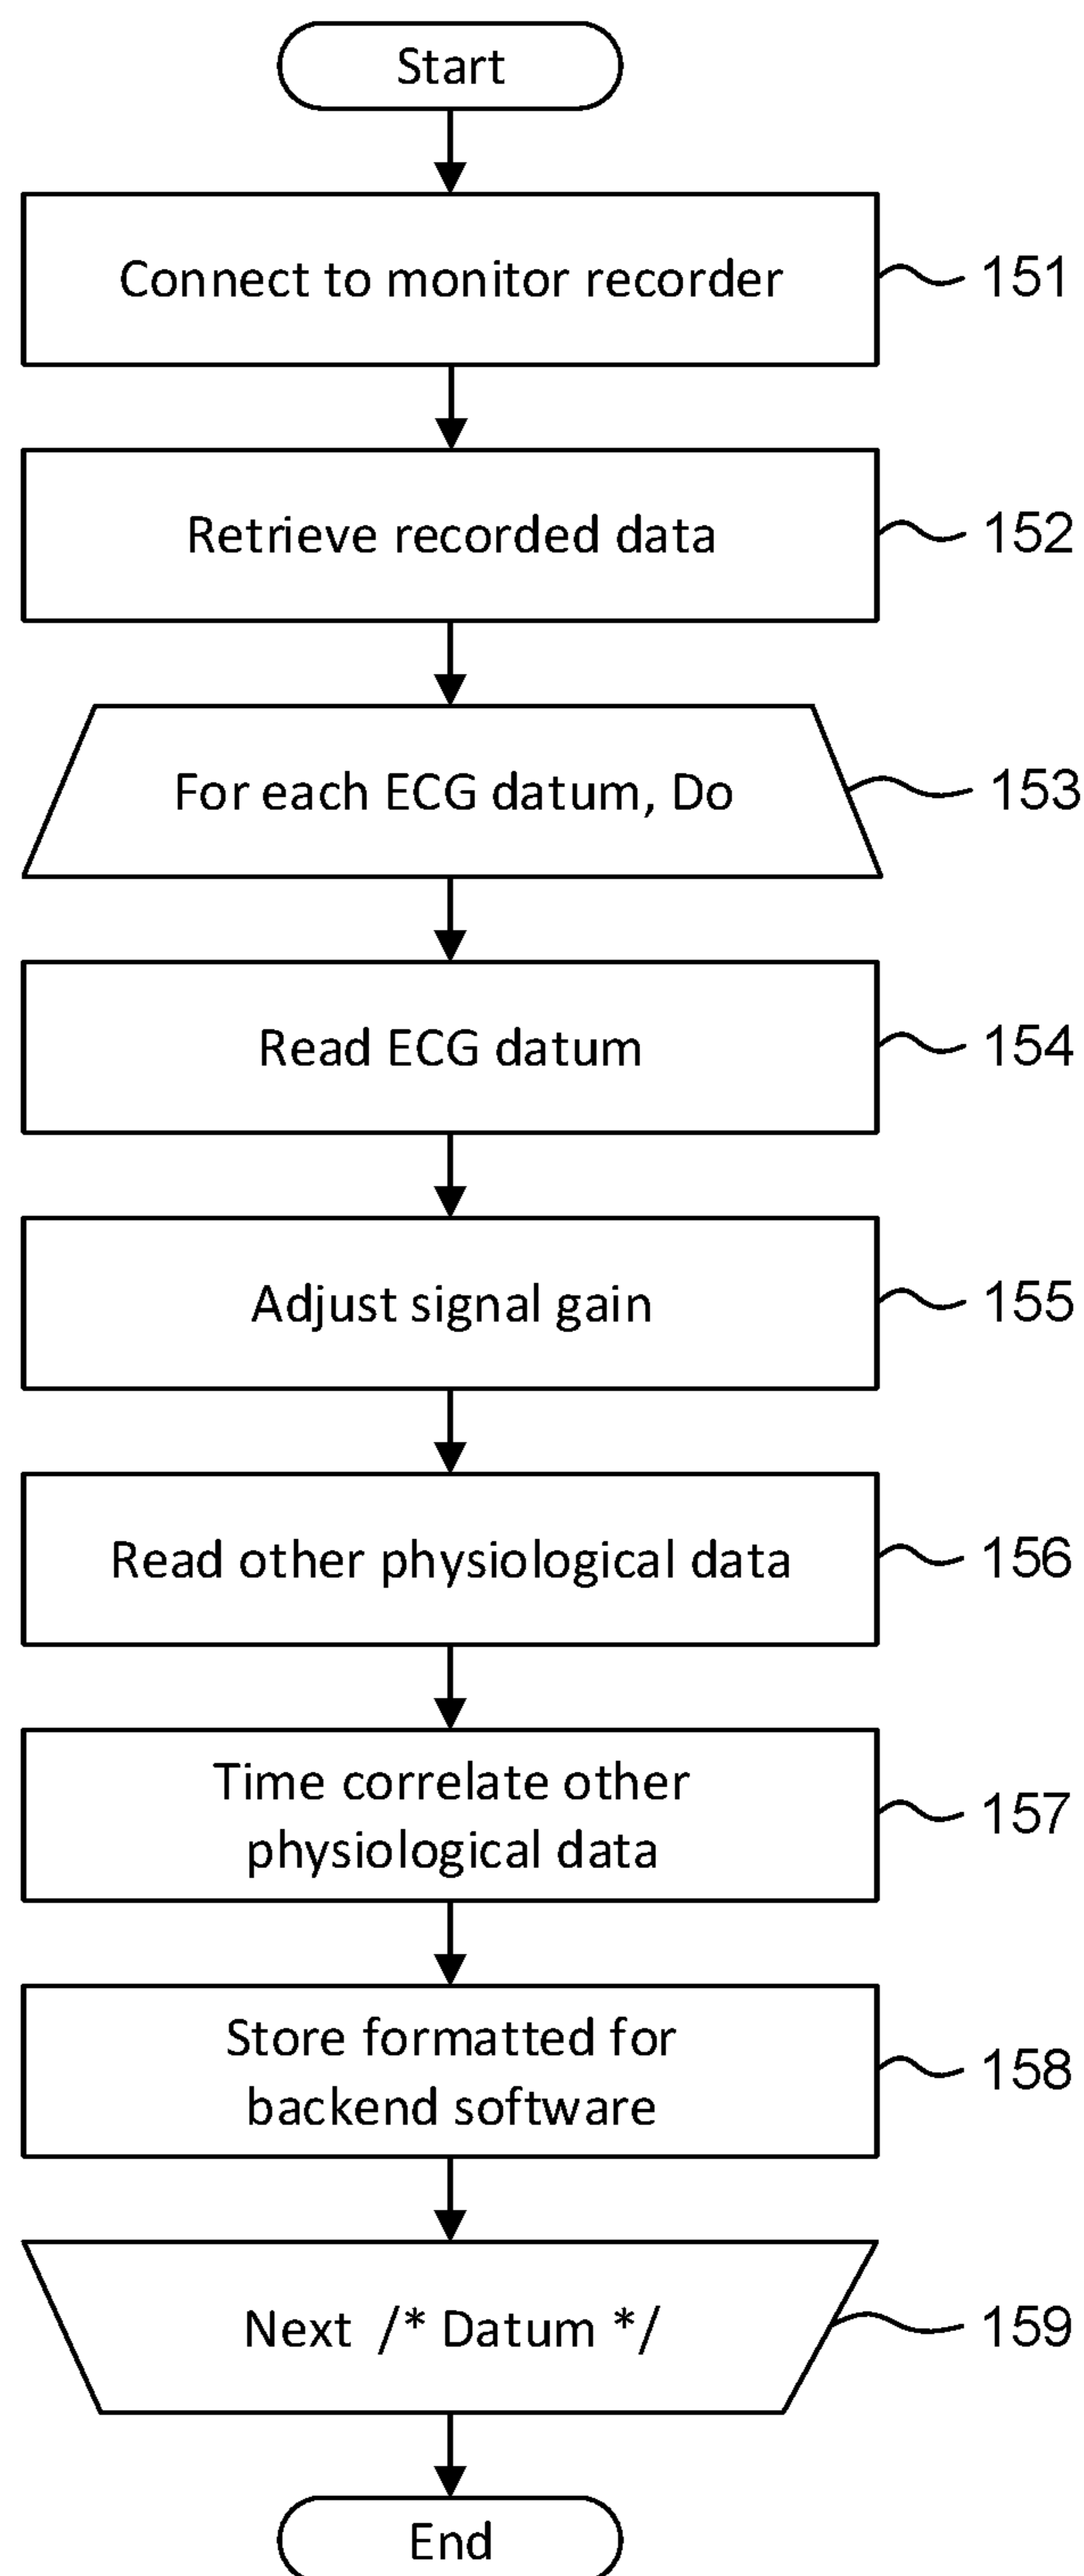 Start
Connect to monitor recorder
151
Retrieve recorded data
152
For each ECG datum, Do
153
Read ECG datum
154
Adjust signal gain
155
Read other physiological data
156
Time correlate other
physiological data
157
Store formatted for
backend software
158
Next /* Datum */
159
End